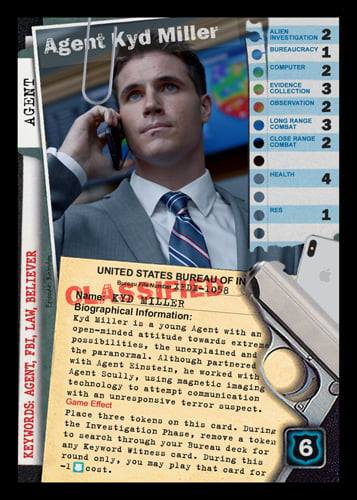 Agent Kyd Miller
AGENT
KEYWORDS: AGENT, FBI, LAW, BELIEVER
ALIEN INVESTIGATION 2
BUREAUCRACY 1
COMPUTER 2
EVIDENCE COLLECTION 3
OBSERVATION 2
LONG RANGE COMBAT 3
CLOSE RANGE COMBAT 2
HEALTH 4
RES 1
UNITED STATES BUREAU OF IN
Bureau File Number XPDI-1058
CLASSIFIED
Name: KYD MILLER
Biographical Information:
Kyd Miller is a young Agent with an
open-minded attitude towards extreme
possibilities, the unexplained and
the paranormal. Although partnered
with Agent Einstein, he worked with
Agent Scully, using magnetic imaging
technology to attempt communication
with an unresponsive terror suspect.
Game Effect
Place three tokens on this card. During
the Investigation Phase, remove a token
to search through your Bureau deck for
any Keyword Witness card. During this
round only, you may play that card for
-1 cost.
6